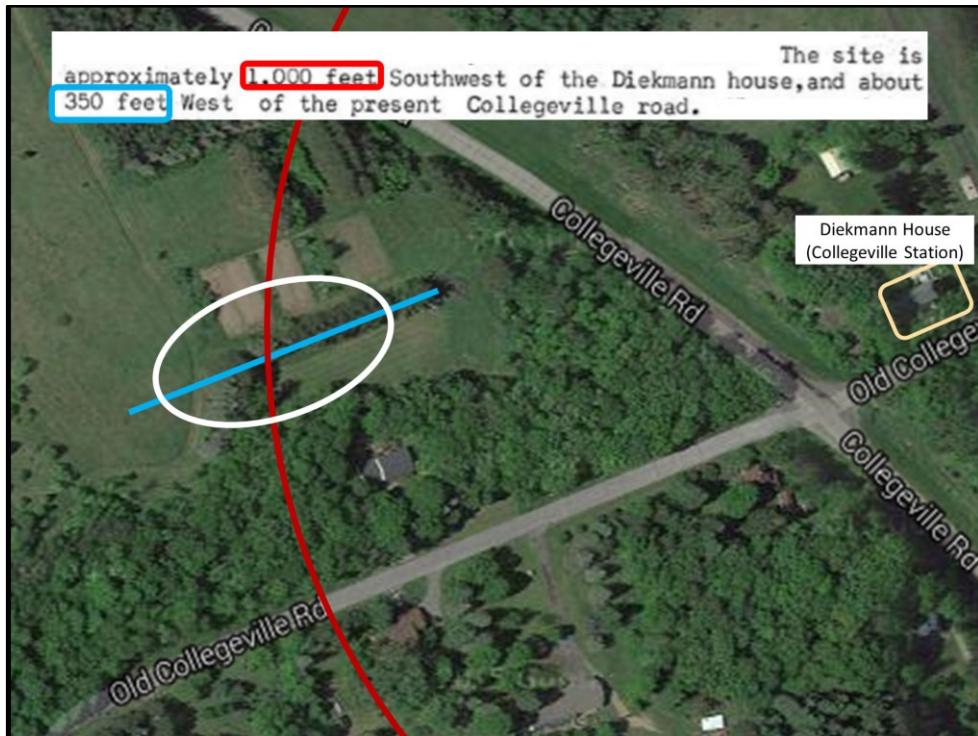 The site is
approximately 1.000 feet Southwest of the Diekmann house,and about
350 feet West of the present Collegeville road.
Collegeville Rd
Diekmann House
(Collegeville Station)
Old College
Collegeville Rd
Old Collegeville Rd